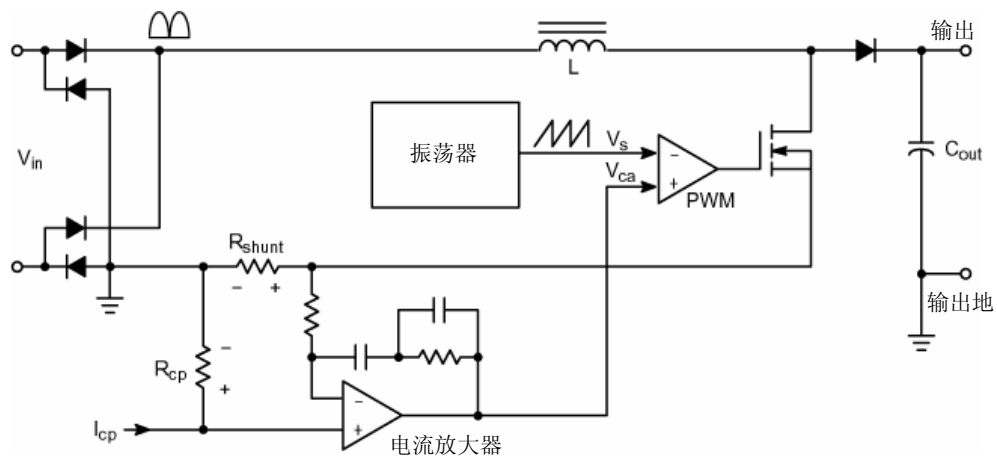 输出
L
振荡器
Vs
Vin
Vca
Cout
PWM
Rshunt
− +
输出地
−
Rcp
+
Icp
电流放大器